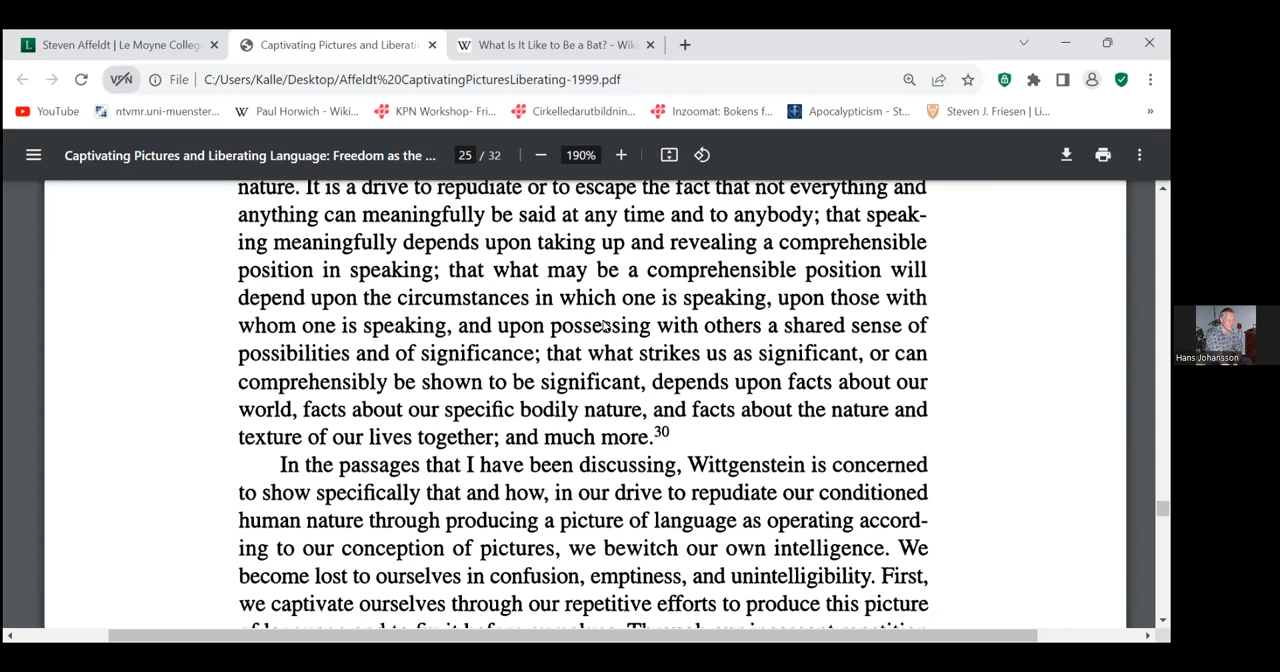 Steven Affeldt | Le Moyne Colleg
Captivating Pictures and Liberati
What Is It Like to Be a Bat? - Wiki
VPN
File
C:/Users/Kalle/Desktop/Affeldt%20CaptivatingPicturesLiberating-1999.pdf
YouTube
ntvmr.uni-muenster...
Paul Horwich - Wiki...
KPN Workshop- Fri...
Cirkelledarutbildnin...
Inzoomat: Bokens f...
Apocalypticism - St...
Steven J. Friesen | Li...
»
Captivating Pictures and Liberating Language: Freedom as the ...
25 / 32
190%
nature. It is a drive to repudiate or to escape the fact that not everything and
anything can meaningfully be said at any time and to anybody; that speak-
ing meaningfully depends upon taking up and revealing a comprehensible
position in speaking; that what may be a comprehensible position will
depend upon the circumstances in which one is speaking, upon those with
whom one is speaking, and upon possessing with others a shared sense of
possibilities and of significance; that what strikes us as significant, or can
comprehensibly be shown to be significant, depends upon facts about our
world, facts about our specific bodily nature, and facts about the nature and
texture of our lives together; and much more.30
In the passages that I have been discussing, Wittgenstein is concerned
to show specifically that and how, in our drive to repudiate our conditioned
human nature through producing a picture of language as operating accord-
ing to our conception of pictures, we bewitch our own intelligence. We
become lost to ourselves in confusion, emptiness, and unintelligibility. First,
we captivate ourselves through our repetitive efforts to produce this picture
Hans Johansson